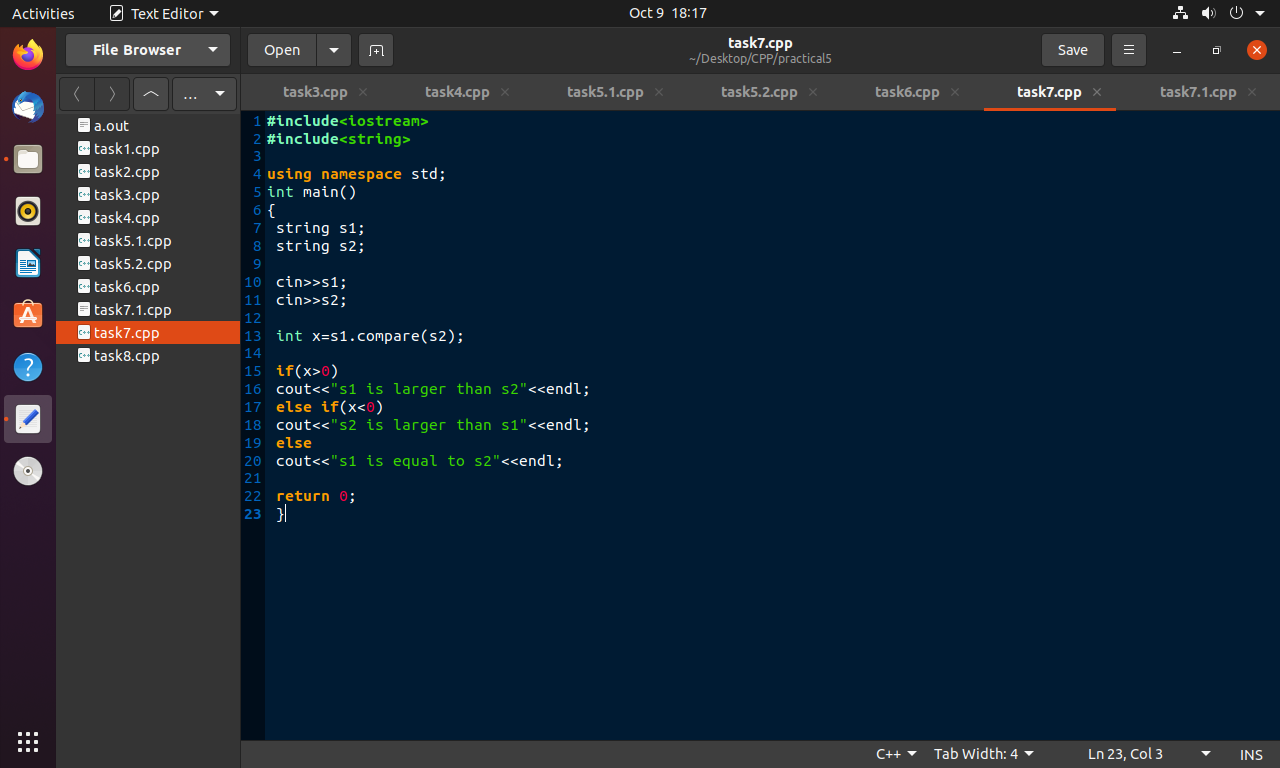 Activities Text Editor Oct 9 18:17
File Browser Open task7.cpp ~/Desktop/CPP/practical5 Save
... task3.cpp task4.cpp task5.1.cpp task5.2.cpp task6.cpp task7.cpp task7.1.cpp
a.out
task1.cpp
task2.cpp
task3.cpp
task4.cpp
task5.1.cpp
task5.2.cpp
task6.cpp
task7.1.cpp
task7.cpp
task8.cpp
1 #include<iostream>
2 #include<string>
3
4 using namespace std;
5 int main()
6 {
7 string s1;
8 string s2;
9
10 cin>>s1;
11 cin>>s2;
12
13 int x=s1.compare(s2);
14
15 if(x>0)
16 cout<<"s1 is larger than s2"<<endl;
17 else if(x<0)
18 cout<<"s2 is larger than s1"<<endl;
19 else
20 cout<<"s1 is equal to s2"<<endl;
21
22 return 0;
23 }
C++ Tab Width: 4 Ln 23, Col 3 INS